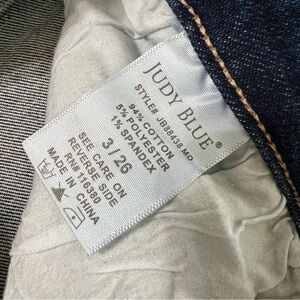 JUDY BLUE®
STYLE# JB88438 MD
94% COTTON
5% POLYESTER
1% SPANDEX
3 / 26
SEE CARE ON
REVERSE SIDE
RN# 116380
MADE IN CHINA